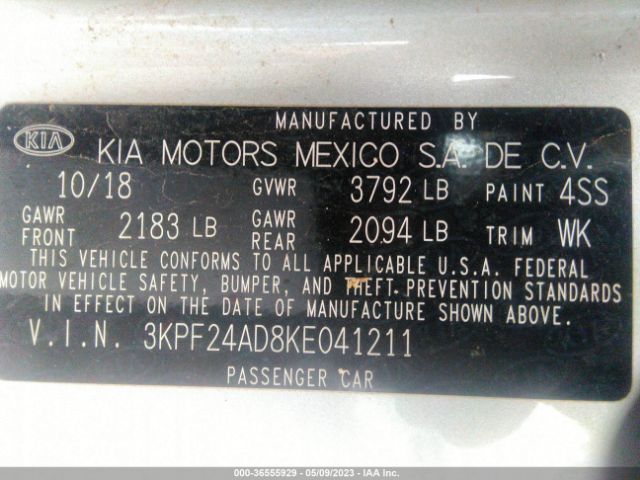 MANUFACTURED BY
KIA KIA MOTORS MEXICO S.A. DE C.V.
10/18 GVWR 3792 LB PAINT 4SS
GAWR FRONT 2183 LB GAWR REAR 2094 LB TRIM WK
THIS VEHICLE CONFORMS TO ALL APPLICABLE U.S.A. FEDERAL
MOTOR VEHICLE SAFETY, BUMPER, AND THEFT PREVENTION STANDARDS
IN EFFECT ON THE DATE OF MANUFACTURE SHOWN ABOVE.
V.I.N. 3KPF24AD8KE041211
PASSENGER CAR
© - 36555929 - 05/09/2023 - IAA Inc.